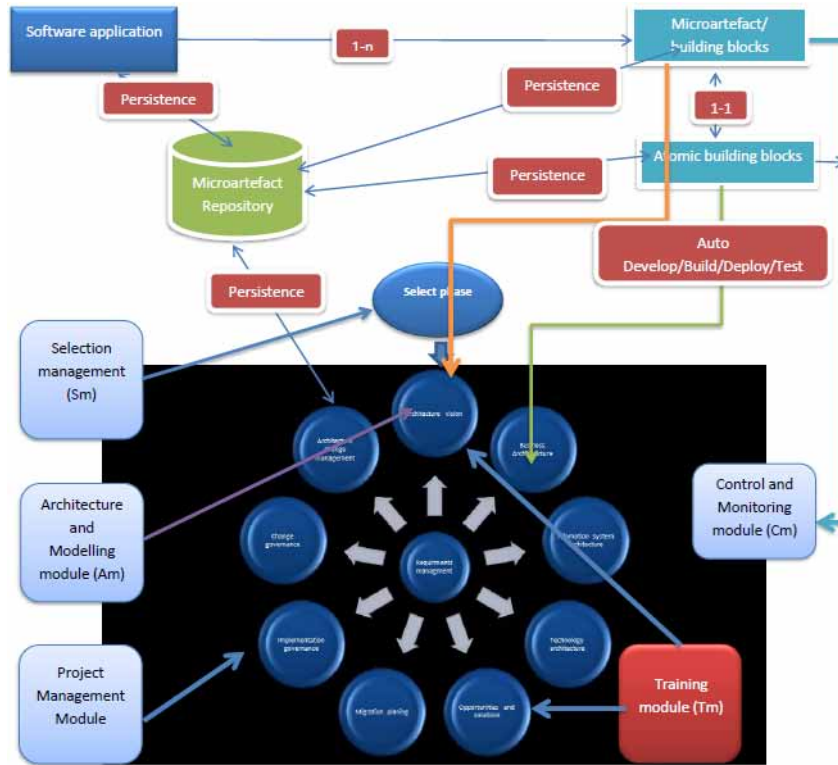 Software application
1-n
Microartefact/
building blocks
Persistence
Persistence
1-1
Microartefact
Repository
Persistence
Atomic building blocks
Auto
Develop/Build/Deploy/Test
Persistence
Select phase
Selection
management
(Sm)
Architecture
and
Modelling
module (Am)
Project
Management
Module
Control and
Monitoring
module (Cm)
Training
module (Tm)
vision
Architecture
management
Business
Change
governance
Requirements
architecture
Implementation
governance
Technology
architecture
Migration
Opportunities and